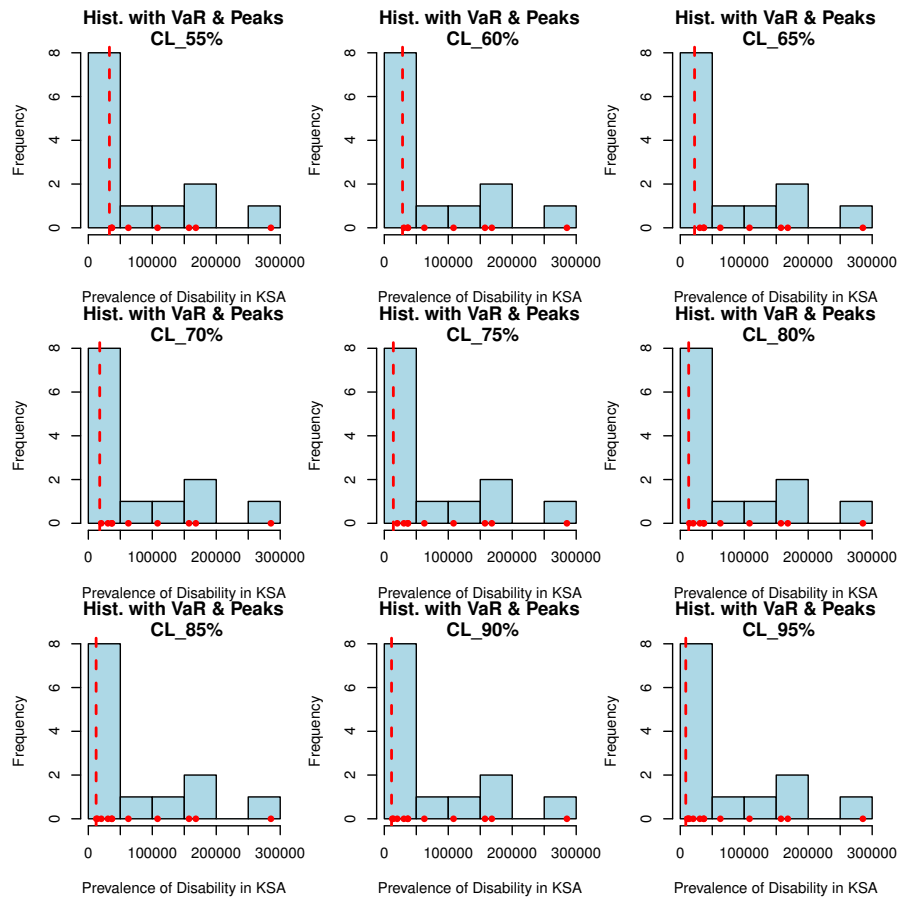 Hist. with VaR & Peaks
CL_55%
Frequency
8
6
4
2
0
0 100000 200000 300000
Prevalence of Disability in KSA
Hist. with VaR & Peaks
CL_60%
Frequency
8
6
4
2
0
0 100000 200000 300000
Prevalence of Disability in KSA
Hist. with VaR & Peaks
CL_65%
Frequency
8
6
4
2
0
0 100000 200000 300000
Prevalence of Disability in KSA
Hist. with VaR & Peaks
CL_70%
Frequency
8
6
4
2
0
0 100000 200000 300000
Prevalence of Disability in KSA
Hist. with VaR & Peaks
CL_75%
Frequency
8
6
4
2
0
0 100000 200000 300000
Prevalence of Disability in KSA
Hist. with VaR & Peaks
CL_80%
Frequency
8
6
4
2
0
0 100000 200000 300000
Prevalence of Disability in KSA
Hist. with VaR & Peaks
CL_85%
Frequency
8
6
4
2
0
0 100000 200000 300000
Prevalence of Disability in KSA
Hist. with VaR & Peaks
CL_90%
Frequency
8
6
4
2
0
0 100000 200000 300000
Prevalence of Disability in KSA
Hist. with VaR & Peaks
CL_95%
Frequency
8
6
4
2
0
0 100000 200000 300000
Prevalence of Disability in KSA